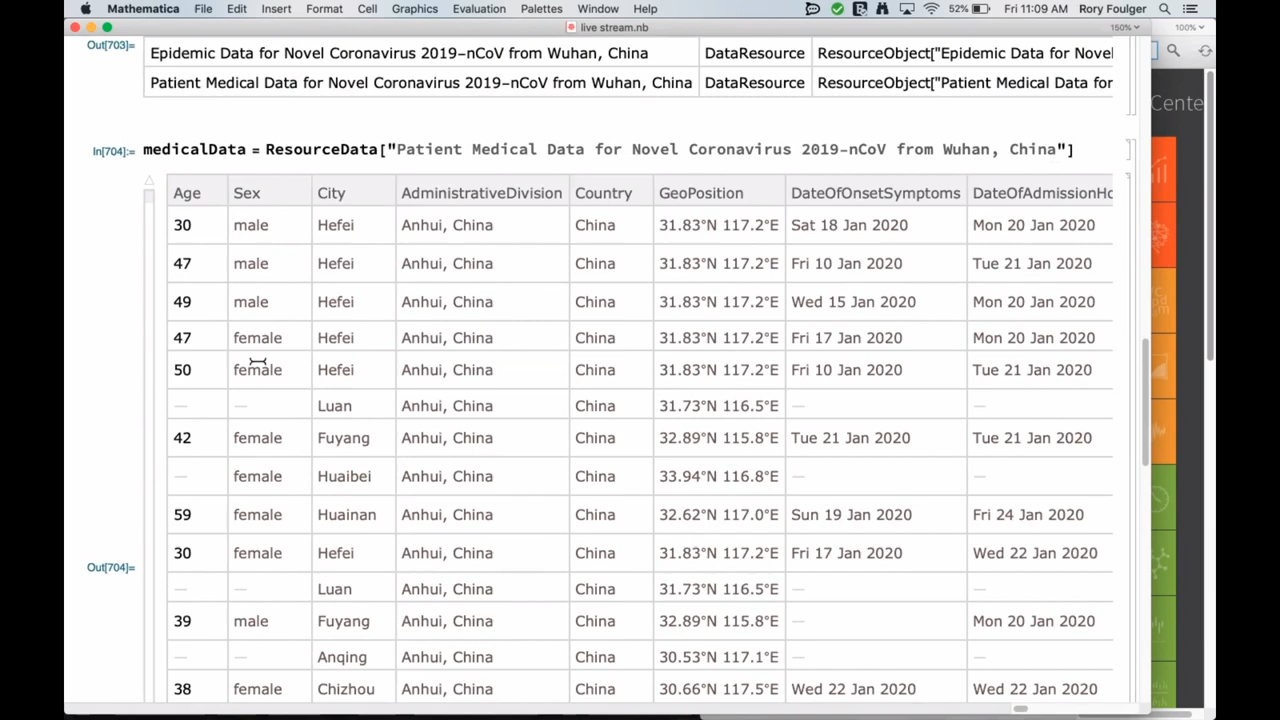 Mathematica File Edit Insert Format Cell Graphics Evaluation Palettes Window Help 52% Fri 11:09 AM Rory Foulger
live stream.nb 150% 100%
Out[703]=
Epidemic Data for Novel Coronavirus 2019-nCoV from Wuhan, China DataResource ResourceObject["Epidemic Data for Novel
Patient Medical Data for Novel Coronavirus 2019-nCoV from Wuhan, China DataResource ResourceObject["Patient Medical Data for
Cente
In[704]:= medicalData = ResourceData["Patient Medical Data for Novel Coronavirus 2019-nCoV from Wuhan, China"]
Age Sex City AdministrativeDivision Country GeoPosition DateOfOnsetSymptoms DateOfAdmissionHo
30 male Hefei Anhui, China China 31.83°N 117.2°E Sat 18 Jan 2020 Mon 20 Jan 2020
47 male Hefei Anhui, China China 31.83°N 117.2°E Fri 10 Jan 2020 Tue 21 Jan 2020
49 male Hefei Anhui, China China 31.83°N 117.2°E Wed 15 Jan 2020 Mon 20 Jan 2020
47 female Hefei Anhui, China China 31.83°N 117.2°E Fri 17 Jan 2020 Mon 20 Jan 2020
50 female Hefei Anhui, China China 31.83°N 117.2°E Fri 10 Jan 2020 Tue 21 Jan 2020
— — Luan Anhui, China China 31.73°N 116.5°E — —
42 female Fuyang Anhui, China China 32.89°N 115.8°E Tue 21 Jan 2020 Tue 21 Jan 2020
— female Huaibei Anhui, China China 33.94°N 116.8°E — —
59 female Huainan Anhui, China China 32.62°N 117.0°E Sun 19 Jan 2020 Fri 24 Jan 2020
30 female Hefei Anhui, China China 31.83°N 117.2°E Fri 17 Jan 2020 Wed 22 Jan 2020
Out[704]=
— — Luan Anhui, China China 31.73°N 116.5°E — —
39 male Fuyang Anhui, China China 32.89°N 115.8°E — Mon 20 Jan 2020
— — Anqing Anhui, China China 30.53°N 117.1°E — —
38 female Chizhou Anhui, China China 30.66°N 117.5°E Wed 22 Jan 2020 Wed 22 Jan 2020